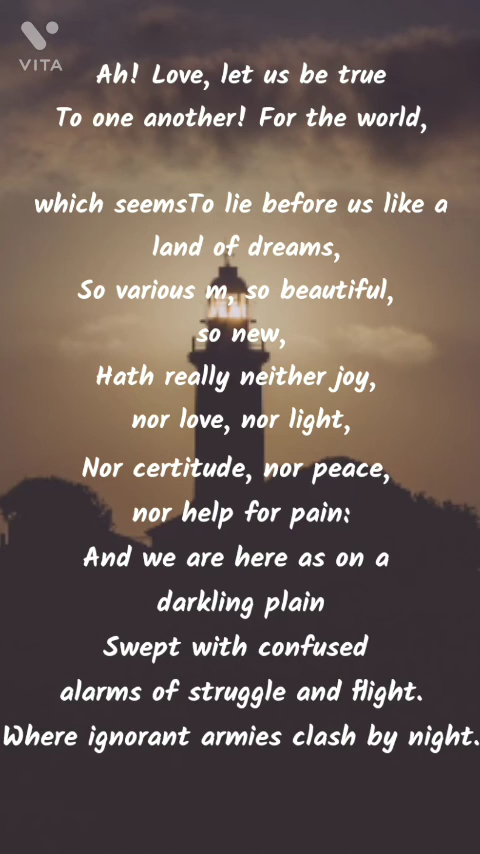 VITA
Ah! Love, let us be true
To one another! For the world,
which seemsTo lie before us like a
land of dreams,
So various m, so beautiful,
so new,
Hath really neither joy,
nor love, nor light,
Nor certitude, nor peace,
nor help for pain:
And we are here as on a
darkling plain
Swept with confused
alarms of struggle and flight.
Where ignorant armies clash by night.